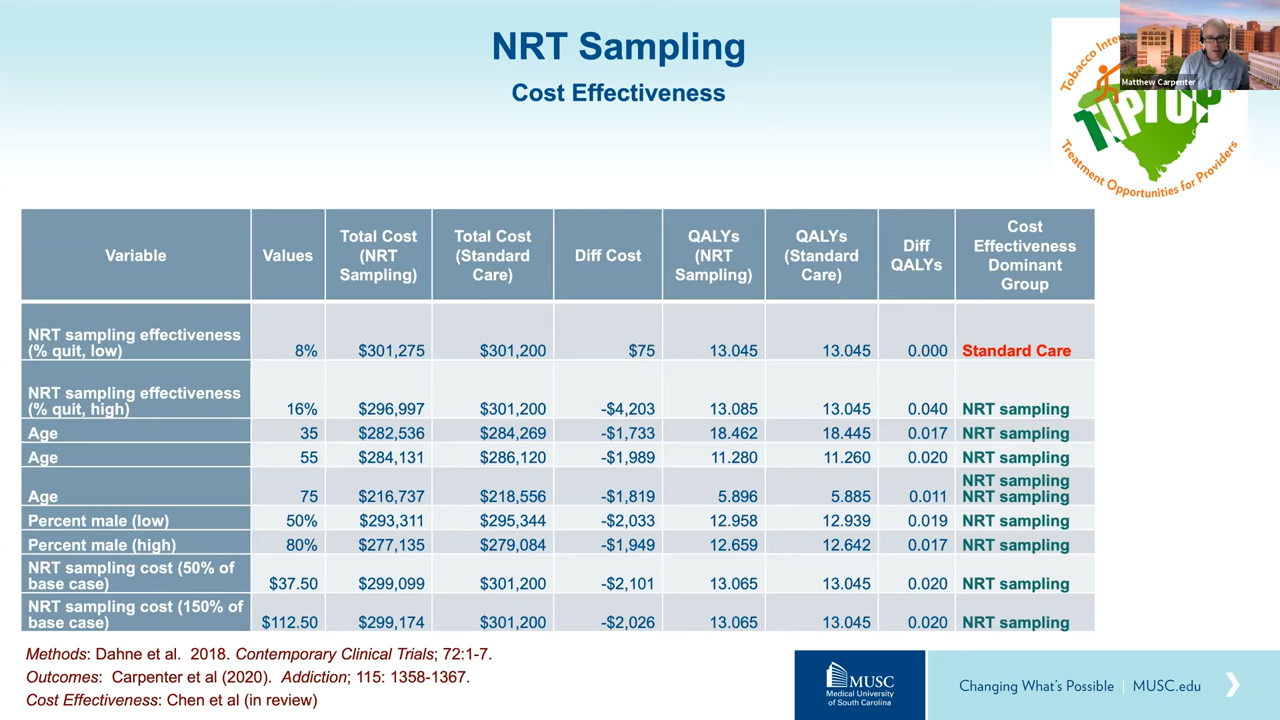 NRT Sampling
Cost Effectiveness
Tobacco Inte
TIPTOP
Treatment Opportunities for Providers
Matthew Carpenter
Variable Values Total Cost (NRT Sampling) Total Cost (Standard Care) Diff Cost QALYs (NRT Sampling) QALYs (Standard Care) Diff QALYs Cost Effectiveness Dominant Group
NRT sampling effectiveness (% quit, low) 8% $301,275 $301,200 $75 13.045 13.045 0.000 Standard Care
NRT sampling effectiveness (% quit, high) 16% $296,997 $301,200 -$4,203 13.085 13.045 0.040 NRT sampling
Age 35 $282,536 $284,269 -$1,733 18.462 18.445 0.017 NRT sampling
Age 55 $284,131 $286,120 -$1,989 11.280 11.260 0.020 NRT sampling
NRT sampling
Age 75 $216,737 $218,556 -$1,819 5.896 5.885 0.011 NRT sampling
Percent male (low) 50% $293,311 $295,344 -$2,033 12.958 12.939 0.019 NRT sampling
Percent male (high) 80% $277,135 $279,084 -$1,949 12.659 12.642 0.017 NRT sampling
NRT sampling cost (50% of base case) $37.50 $299,099 $301,200 -$2,101 13.065 13.045 0.020 NRT sampling
NRT sampling cost (150% of base case) $112.50 $299,174 $301,200 -$2,026 13.065 13.045 0.020 NRT sampling
Methods: Dahne et al. 2018. Contemporary Clinical Trials; 72:1-7.
Outcomes: Carpenter et al (2020). Addiction; 115: 1358-1367.
Cost Effectiveness: Chen et al (in review)
MUSC
Medical University
of South Carolina
Changing What's Possible | MUSC.edu